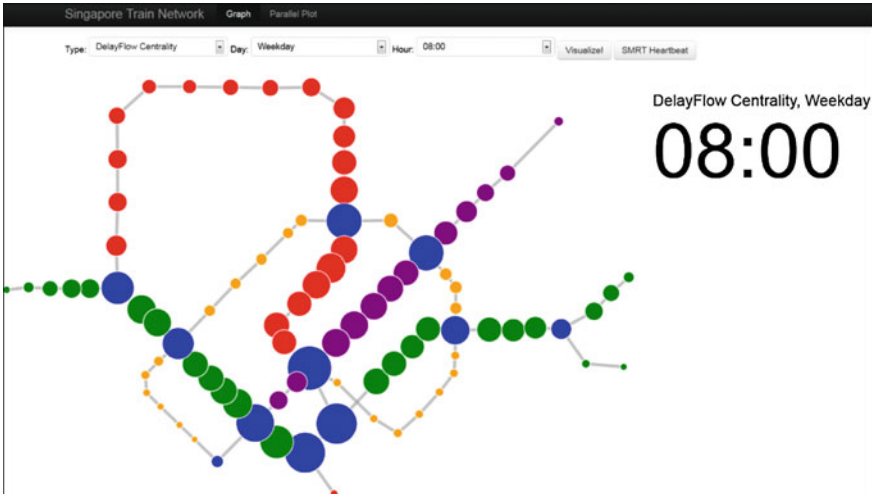 Singapore Train Network Graph Parallel Plot
Type: DelayFlow Centrality Day: Weekday Hour: 08:00 Visualize! SMRT Heartbeat
DelayFlow Centrality, Weekday
08:00